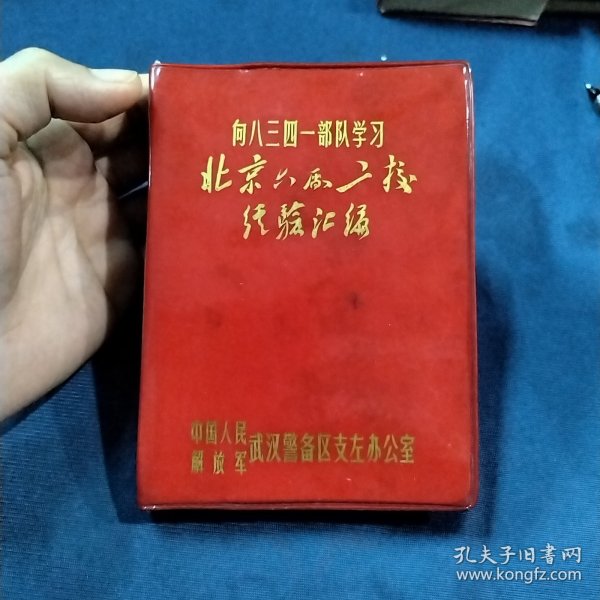 向八三四一部队学习
北京六厂二校
经验汇编
中国人民
解放军
武汉警备区支左办公室
孔夫子旧书网
www.kongfz.com